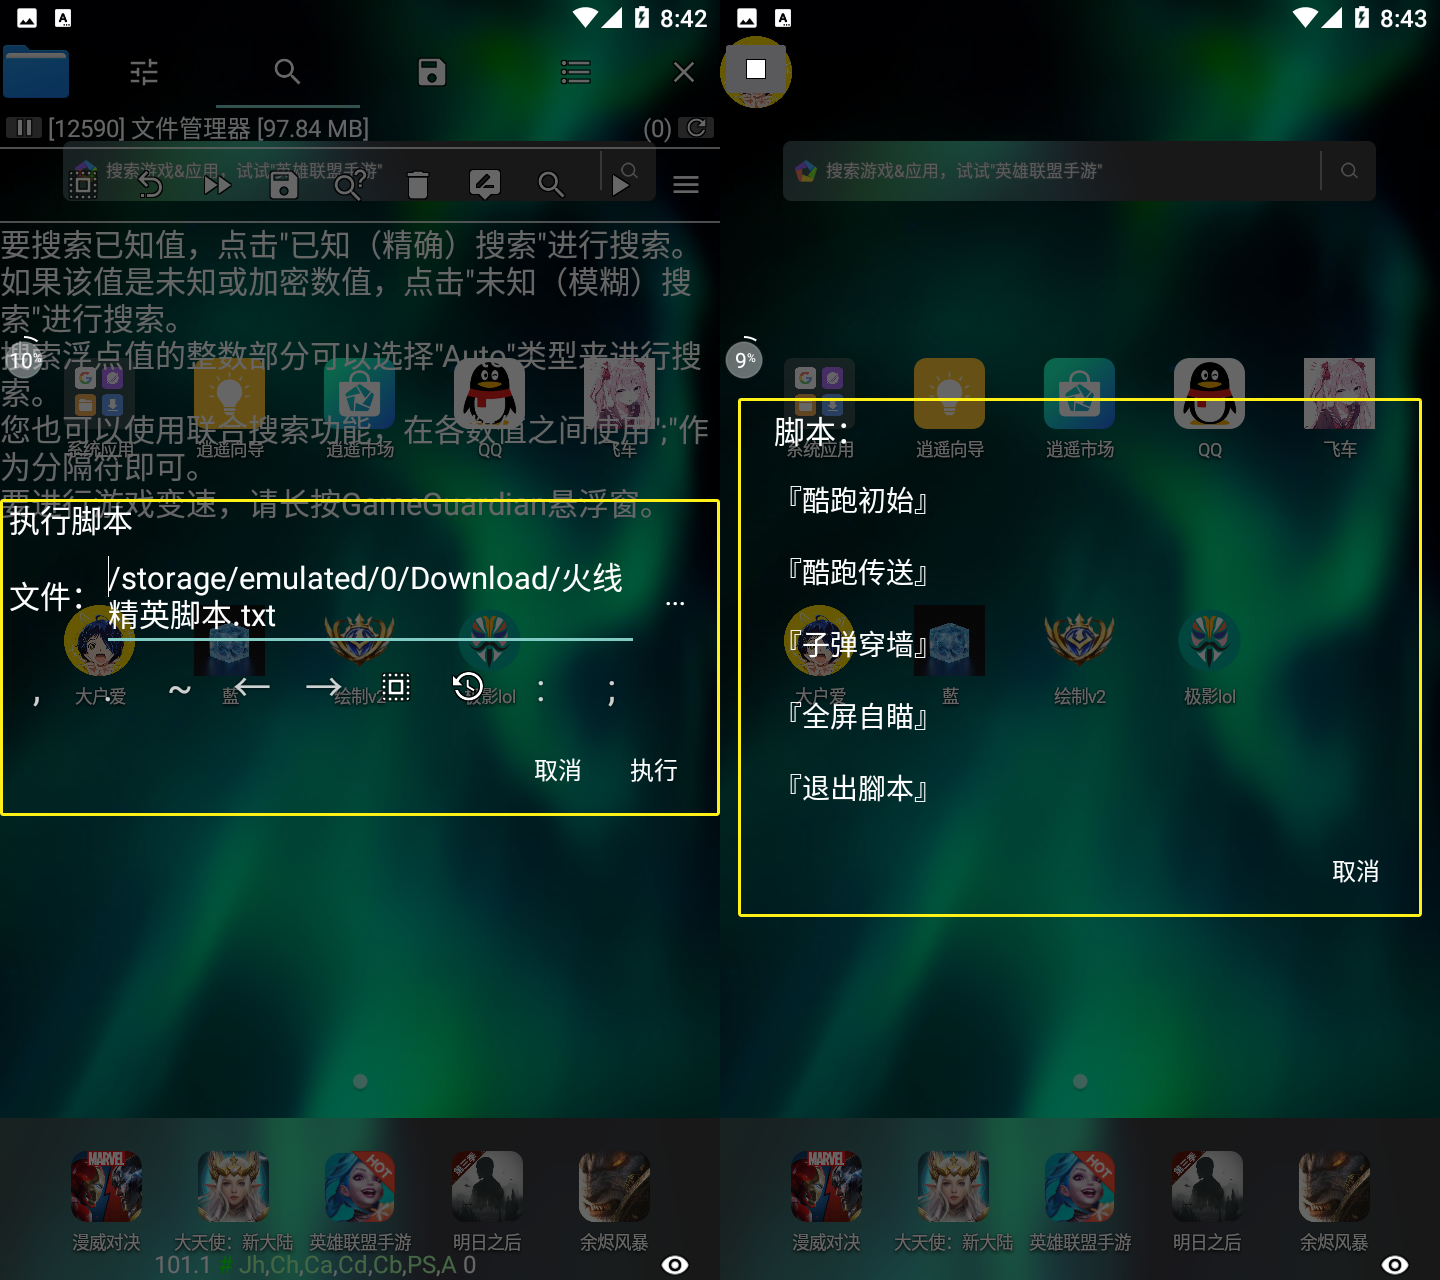 8:42
[12590] 文件管理器 [97.84 MB]
(0)
搜索游戏&应用，试试"英雄联盟手游"
要搜索已知值，点击"已知（精确）搜索"进行搜索。
如果该值是未知或加密数值，点击"未知（模糊）搜
索"进行搜索。
搜索浮点值的整数部分可以选择"Auto"类型来进行搜
索。
10%
您也可以使用联合搜索功能，在各数值之间使用";"作
为分隔符即可。
系统应用
逍遥向导
逍遥市场
QQ
飞车
要进行游戏变速，请长按GameGuardian悬浮窗。
执行脚本
文件：
/storage/emulated/0/Download/火线
精英脚本.txt
...
大户爱
藍
绘制v2
极影lol
, . ~ ← → : ;
取消
执行
MARVEL
HOT
第三季
漫威对决
大天使：新大陆
英雄联盟手游
明日之后
余烬风暴
101.1 # Jh,Ch,Ca,Cd,Cb,PS,A 0
8:43
搜索游戏&应用，试试"英雄联盟手游"
9%
脚本：
系统应用
逍遥向导
逍遥市场
QQ
飞车
『酷跑初始』
『酷跑传送』
『子弹穿墙』
大户爱
藍
绘制v2
极影lol
『全屏自瞄』
『退出腳本』
取消
MARVEL
HOT
第三季
漫威对决
大天使：新大陆
英雄联盟手游
明日之后
余烬风暴